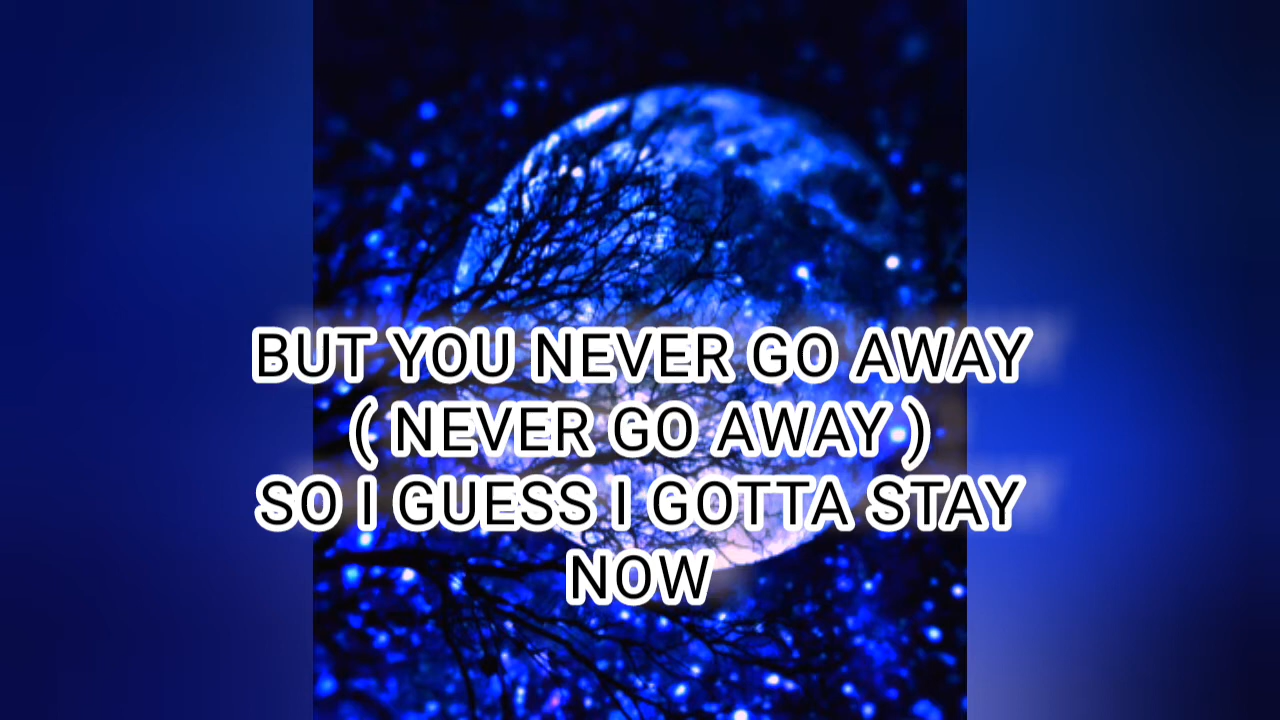 BUT YOU NEVER GO AWAY
( NEVER GO AWAY )
SO I GUESS I GOTTA STAY
NOW